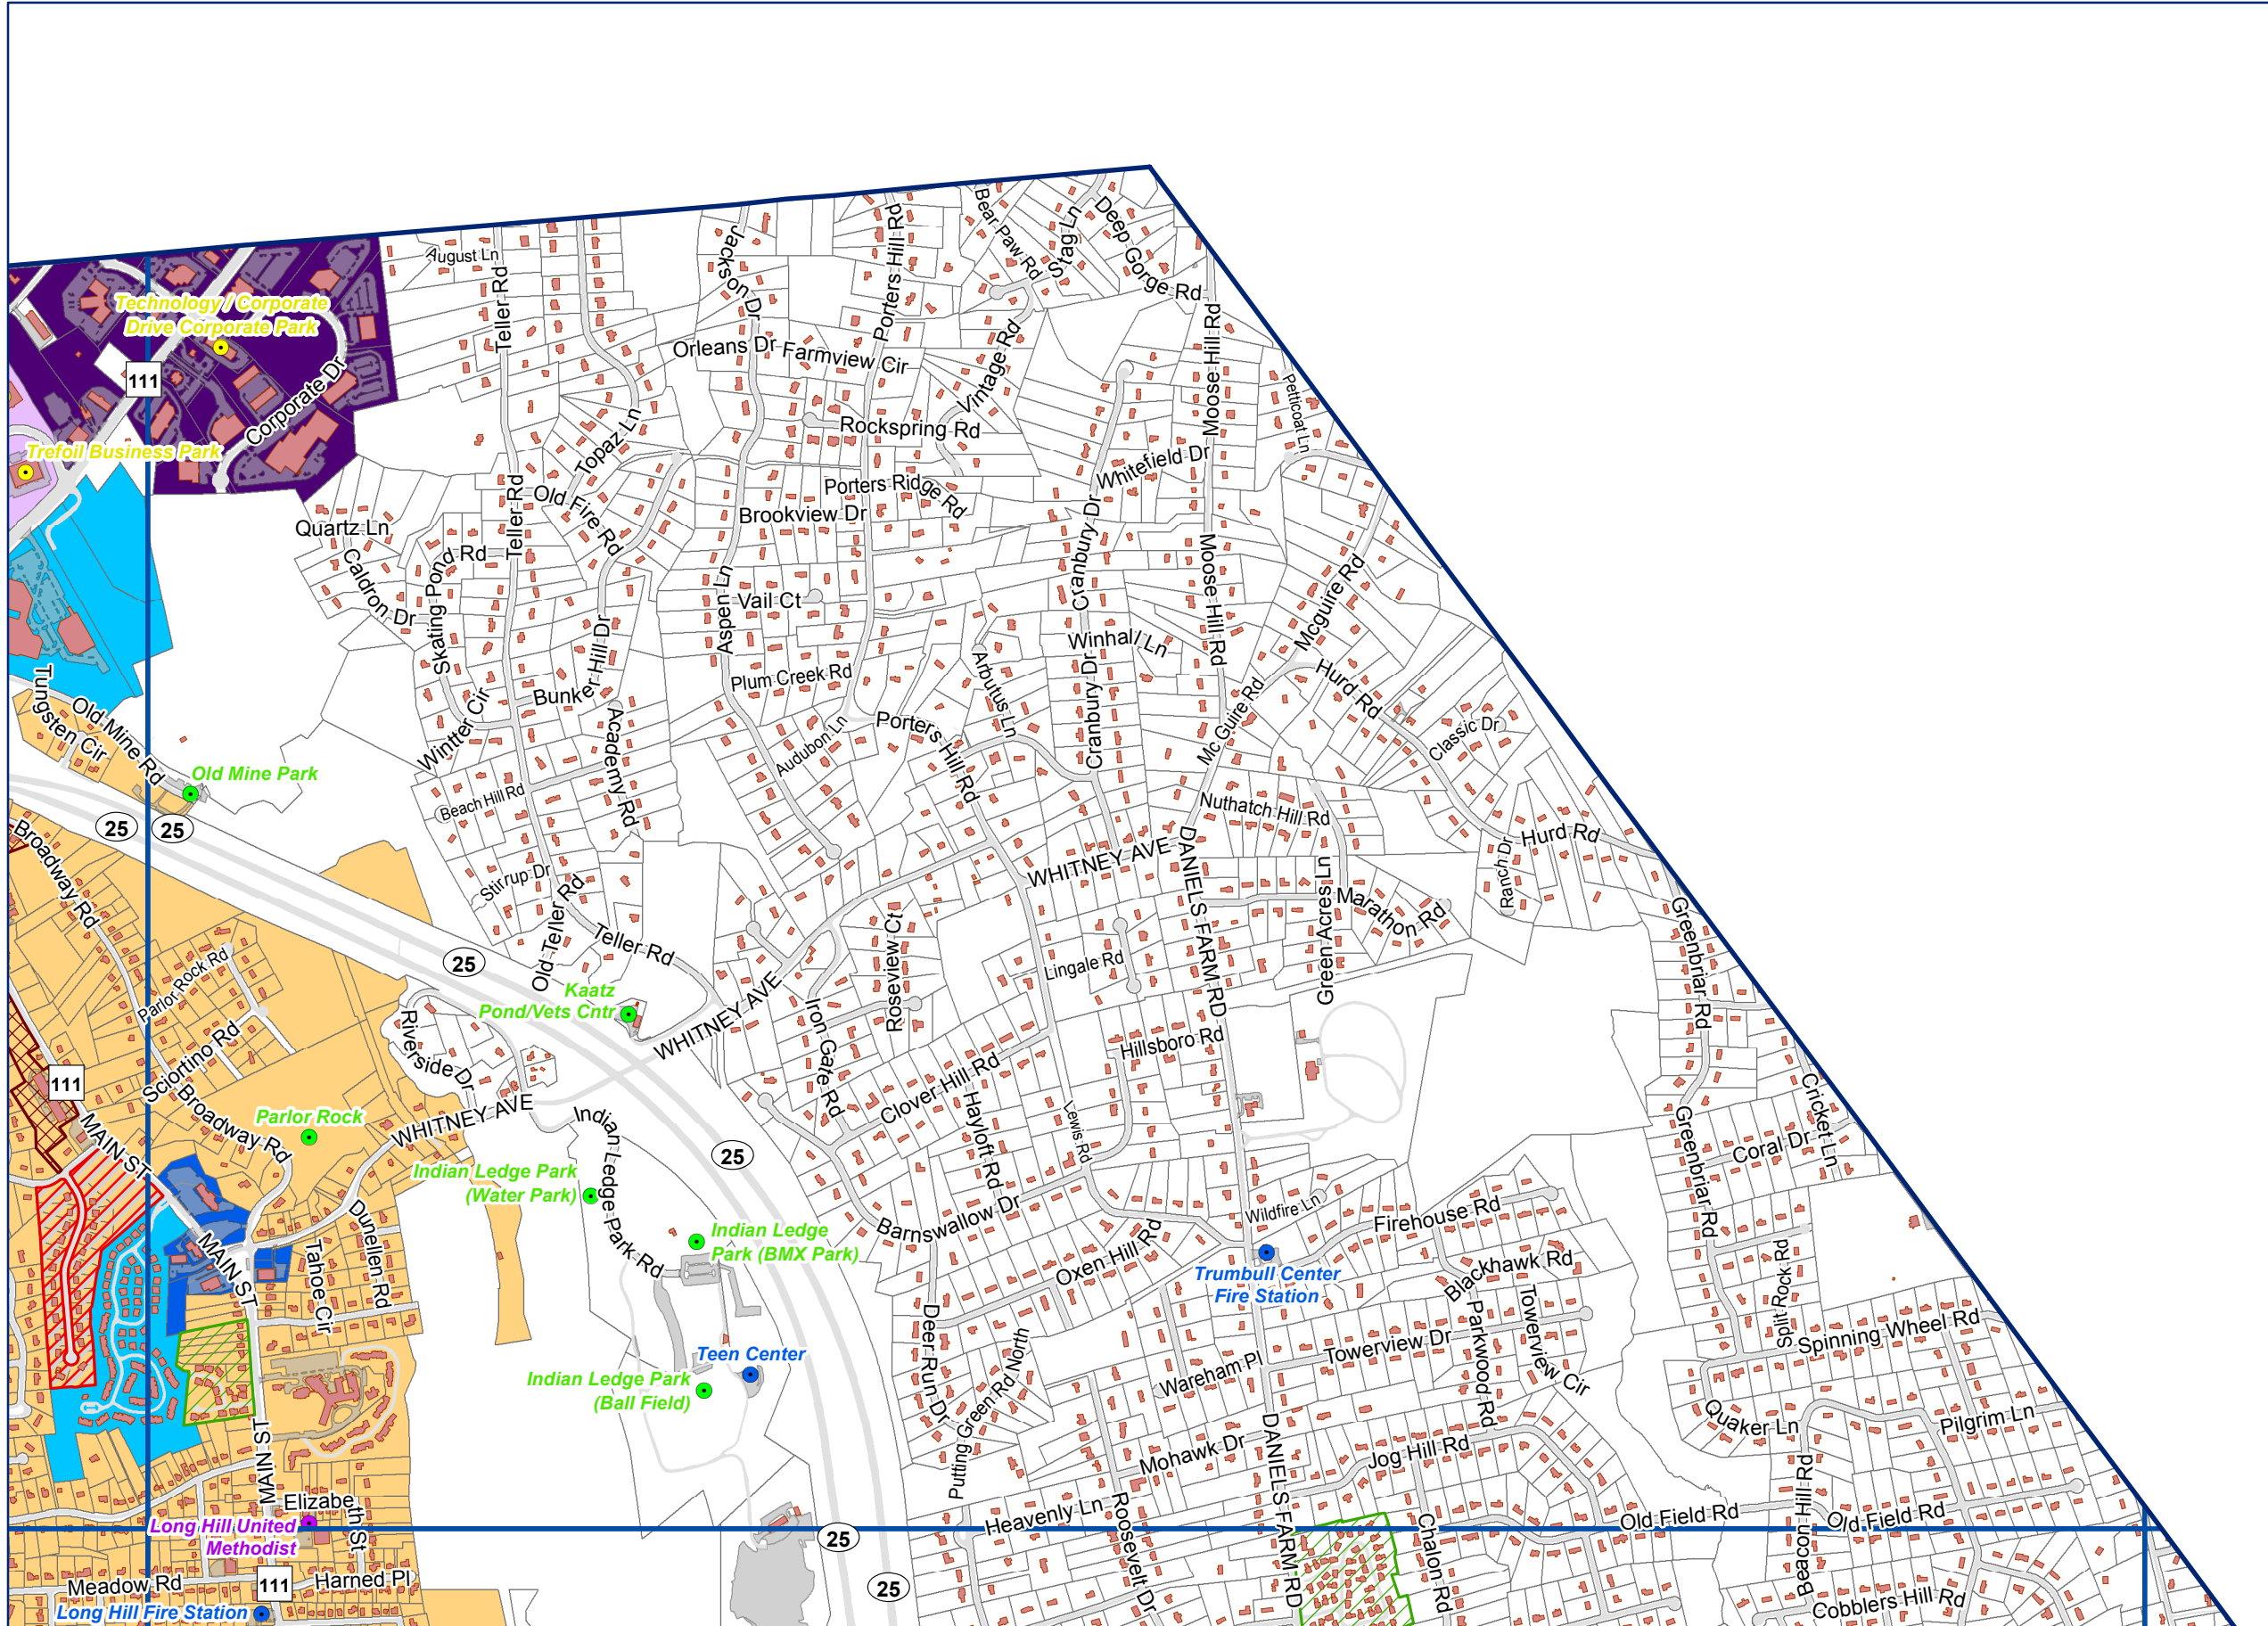 Bear Paw Rd
Stag Ln
Deep Gorge Rd
August Ln
Teller Rd
Jackson Dr
Porters Hill Rd
Moose Hill Rd
Technology / Corporate
Drive Corporate Park
111
Corporate Dr
Trefoil Business Park
Orleans Dr
Farmview Cir
Vintage Rd
Rockspring Rd
Petticoat Ln
Topaz Ln
Whitefield Dr
Teller Rd
Old Fire Rd
Porters Ridge Rd
Brookview Dr
Quartz Ln
Caldron Dr
Skating Pond Rd
Cranbury Dr
Moose Hill Rd
Mcguire Rd
Aspen Ln
Vail Ct
Winhall Ln
Arbutus Ln
Hurd Rd
Plum Creek Rd
Bunker Hill Dr
Wintter Cir
Academy Rd
Audubon Ln
Porters Hill Rd
Cranbury Dr
Mc Guire Rd
Classic Dr
Tungsten Cir
Old Mine Rd
Old Mine Park
Beach Hill Rd
Nuthatch Hill Rd
Hurd Rd
Ranch Dr
25
25
Broadway Rd
WHITNEY AVE
DANIELS FARM RD
Stirrup Dr
Old Teller Rd
Teller Rd
Green Acres Ln
Marathon Rd
Greenbriar Rd
Roseview Ct
Lingale Rd
25
Parlor Rock Rd
Kaatz
Pond/Vets Cntr
WHITNEY AVE
Iron Gate Rd
Sciortino Rd
Riverside Dr
Hillsboro Rd
Clover Hill Rd
111
Broadway Rd
MAIN ST
Parlor Rock
WHITNEY AVE
Indian Ledge Park Rd
Hayloft Rd
Lewis Rd
Greenbriar Rd
Cricket Ln
Coral Dr
25
Indian Ledge Park
(Water Park)
Indian Ledge
Park (BMX Park)
Barnswallow Dr
Wildfire Ln
Firehouse Rd
Oxen Hill Rd
Trumbull Center
Fire Station
Blackhawk Rd
MAIN ST
Tahoe Cir
Dunellen Rd
Split Rock Rd
Spinning Wheel Rd
Deer Run Dr
Putting Green Rd North
Wareham Pl
Towerview Dr
Parkwood Rd
Towerview Cir
Teen Center
Indian Ledge Park
(Ball Field)
Quaker Ln
Pilgrim Ln
MAIN ST
Mohawk Dr
DANIELS FARM RD
Jog Hill Rd
Elizabeth St
Long Hill United
Methodist
Heavenly Ln
Roosevelt Dr
Chalon Rd
Old Field Rd
Beacon Hill Rd
Old Field Rd
25
25
Meadow Rd
111
Harned Pl
Long Hill Fire Station
Cobblers Hill Rd